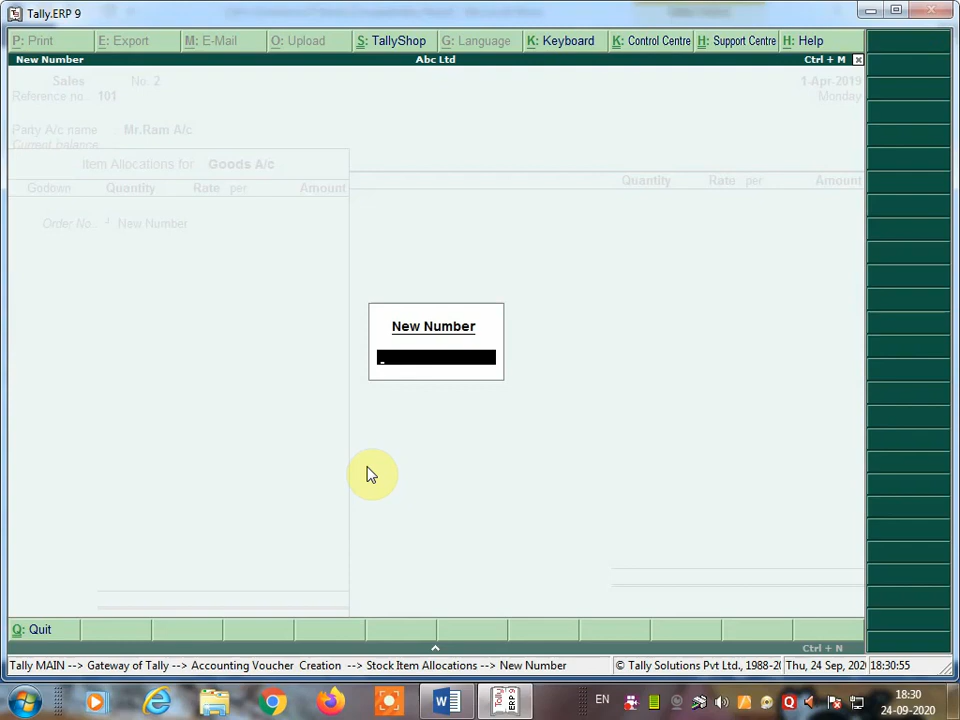 Tally.ERP 9
P: Print E: Export M: E-Mail O: Upload S: TallyShop G: Language K: Keyboard K: Control Centre H: Support Centre H: Help
New Number Abc Ltd Ctrl + M
Sales No. 2 1-Apr-2019
Reference no. 101 Monday
Party A/c name : Mr.Ram A/c
Current balance
Item Allocations for Goods A/c
Godown Quantity Rate per Amount Quantity Rate per Amount
Order No. New Number
New Number
Q: Quit
Ctrl + N
Tally MAIN --> Gateway of Tally --> Accounting Voucher Creation --> Stock Item Allocations --> New Number © Tally Solutions Pvt Ltd., 1988- Thu, 24 Sep, 18:30:55
EN 18:30
24-09-2020